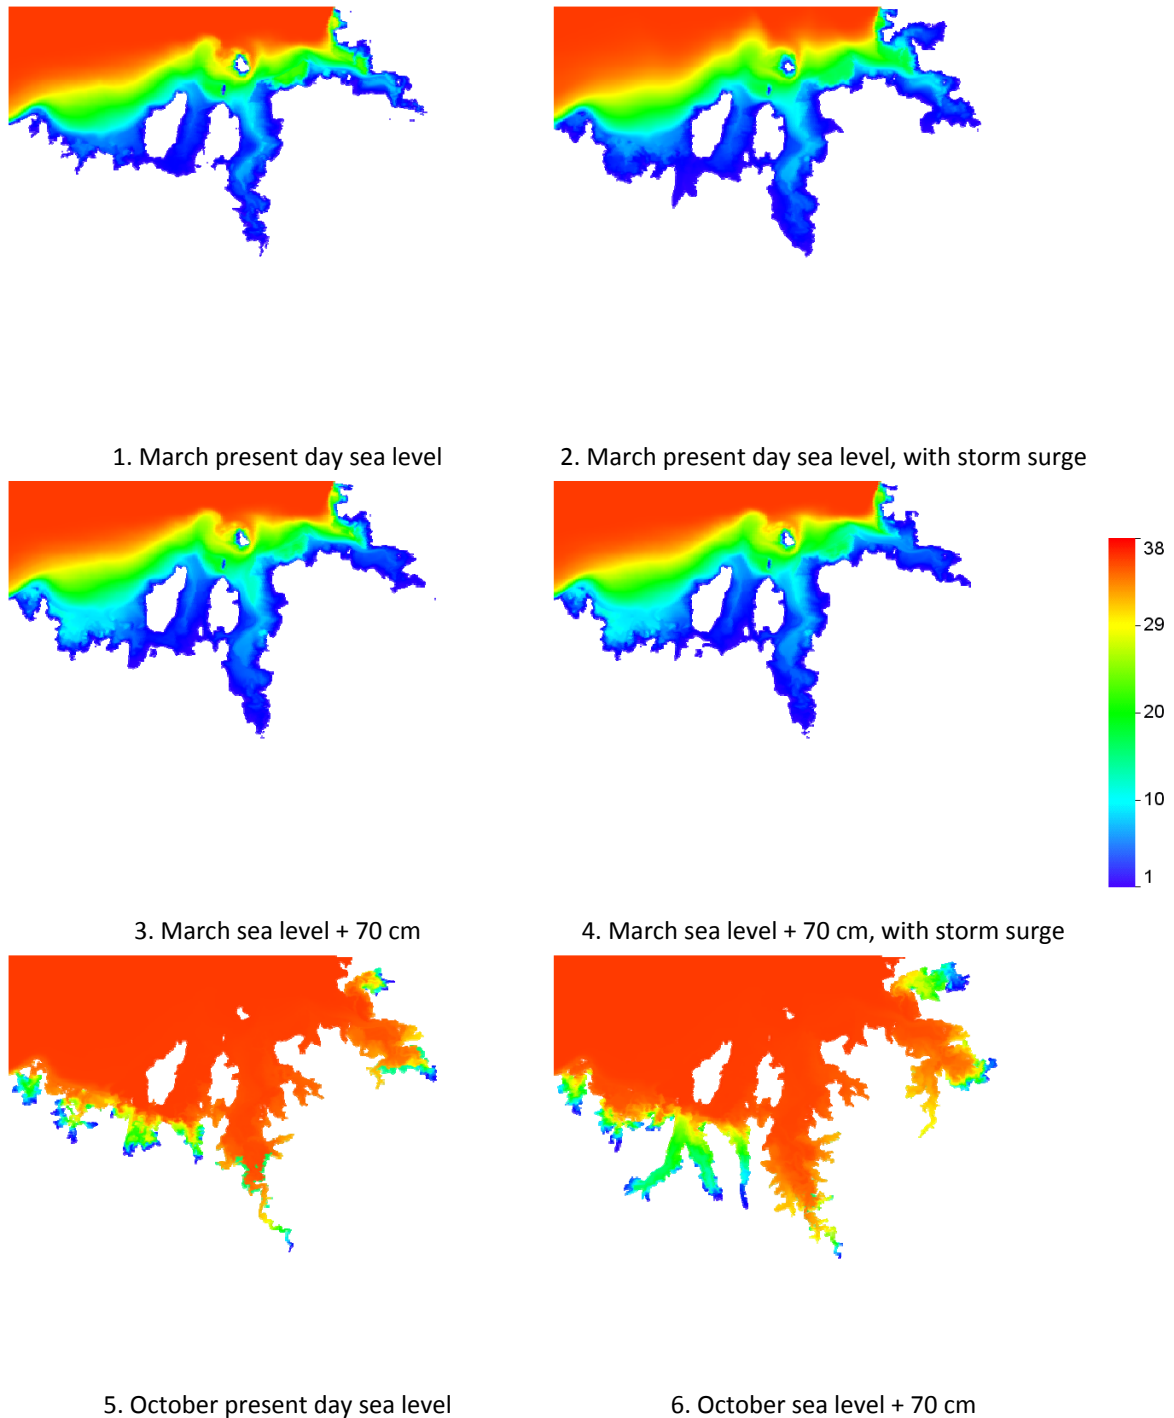 1. March present day sea level
2. March present day sea level, with storm surge
3. March sea level + 70 cm
4. March sea level + 70 cm, with storm surge
38
29
20
10
1
5. October present day sea level
6. October sea level + 70 cm